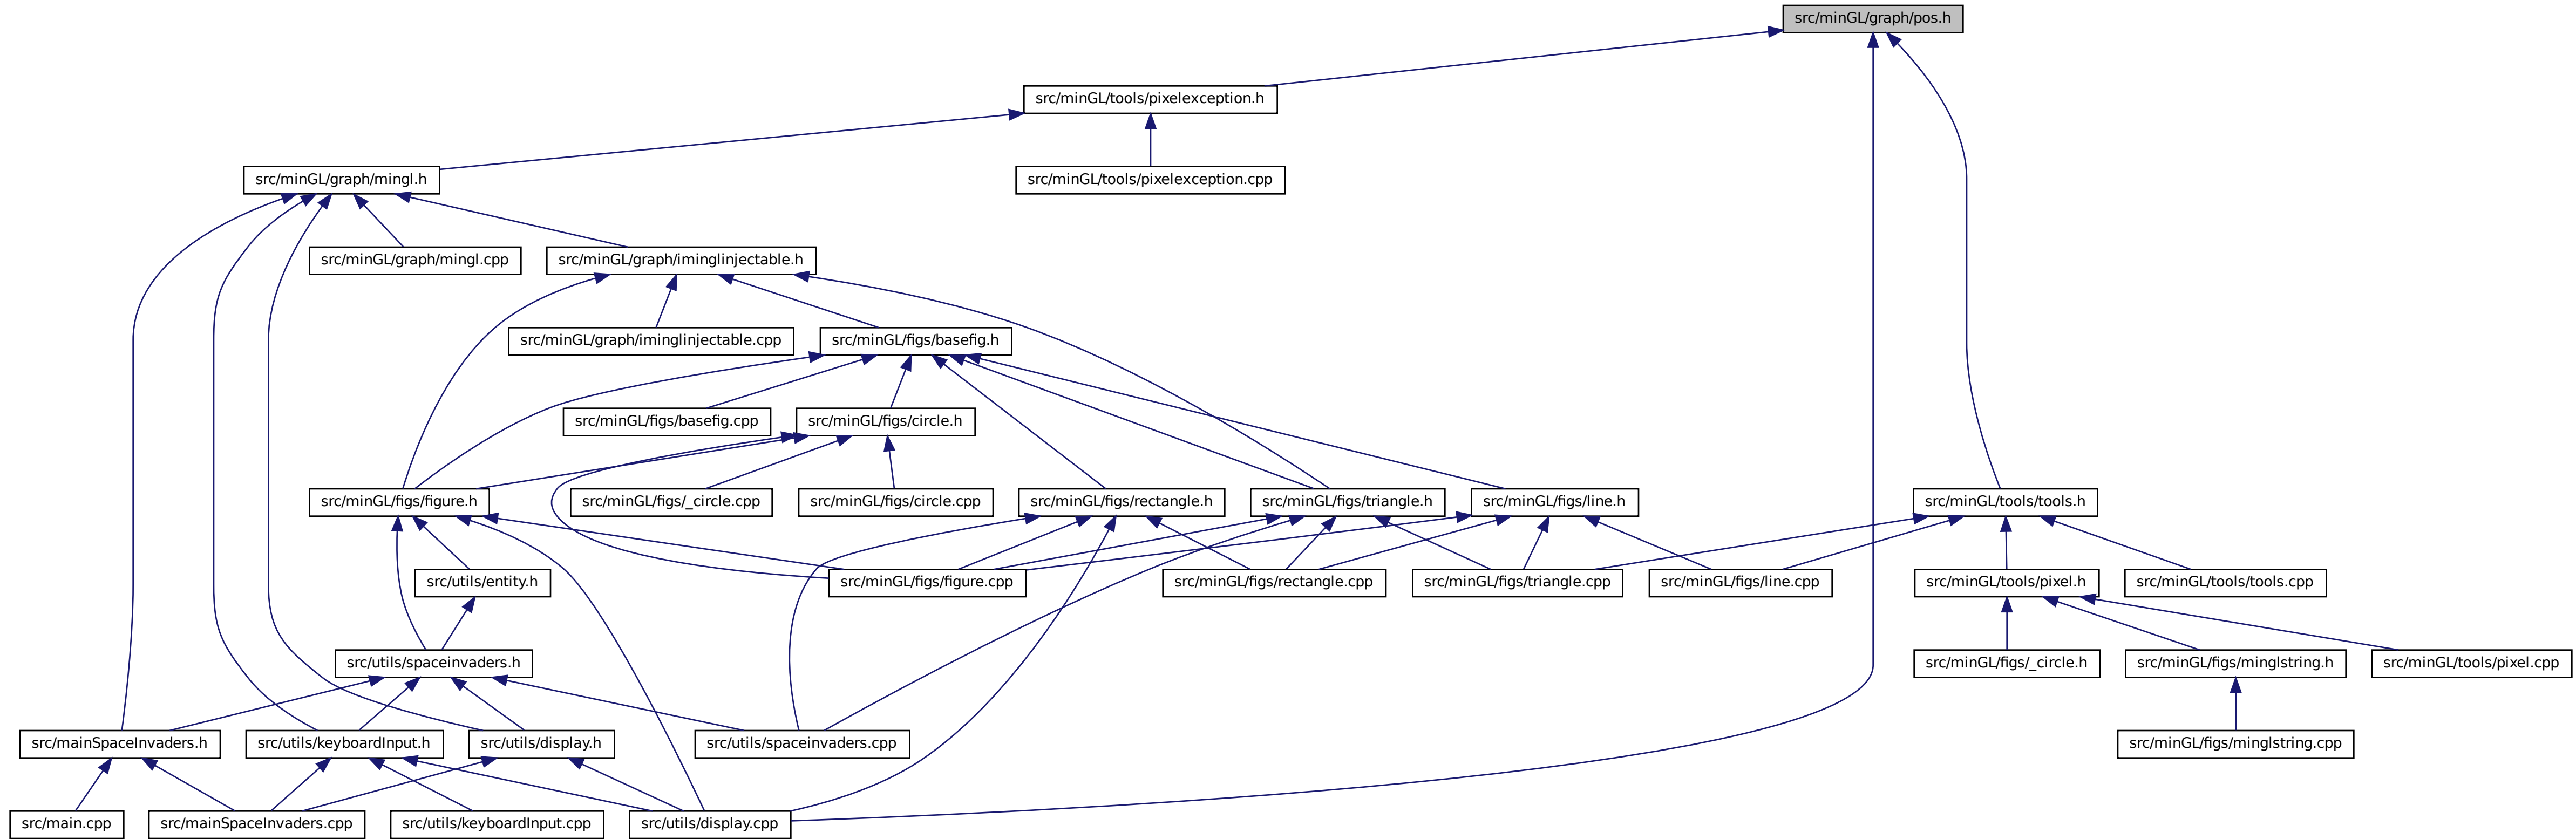 src/minGL/graph/pos.h
src/minGL/tools/pixelexception.h
src/minGL/graph/mingl.h
src/minGL/tools/pixelexception.cpp
src/minGL/graph/mingl.cpp
src/minGL/graph/iminglinjectable.h
src/minGL/graph/iminglinjectable.cpp
src/minGL/figs/basefig.h
src/minGL/figs/basefig.cpp
src/minGL/figs/circle.h
src/minGL/figs/figure.h
src/minGL/figs/_circle.cpp
src/minGL/figs/circle.cpp
src/minGL/figs/rectangle.h
src/minGL/figs/triangle.h
src/minGL/figs/line.h
src/minGL/tools/tools.h
src/utils/entity.h
src/minGL/figs/figure.cpp
src/minGL/figs/rectangle.cpp
src/minGL/figs/triangle.cpp
src/minGL/figs/line.cpp
src/minGL/tools/pixel.h
src/minGL/tools/tools.cpp
src/utils/spaceinvaders.h
src/minGL/figs/_circle.h
src/minGL/figs/minglstring.h
src/minGL/tools/pixel.cpp
src/mainSpaceInvaders.h
src/utils/keyboardInput.h
src/utils/display.h
src/utils/spaceinvaders.cpp
src/minGL/figs/minglstring.cpp
src/main.cpp
src/mainSpaceInvaders.cpp
src/utils/keyboardInput.cpp
src/utils/display.cpp